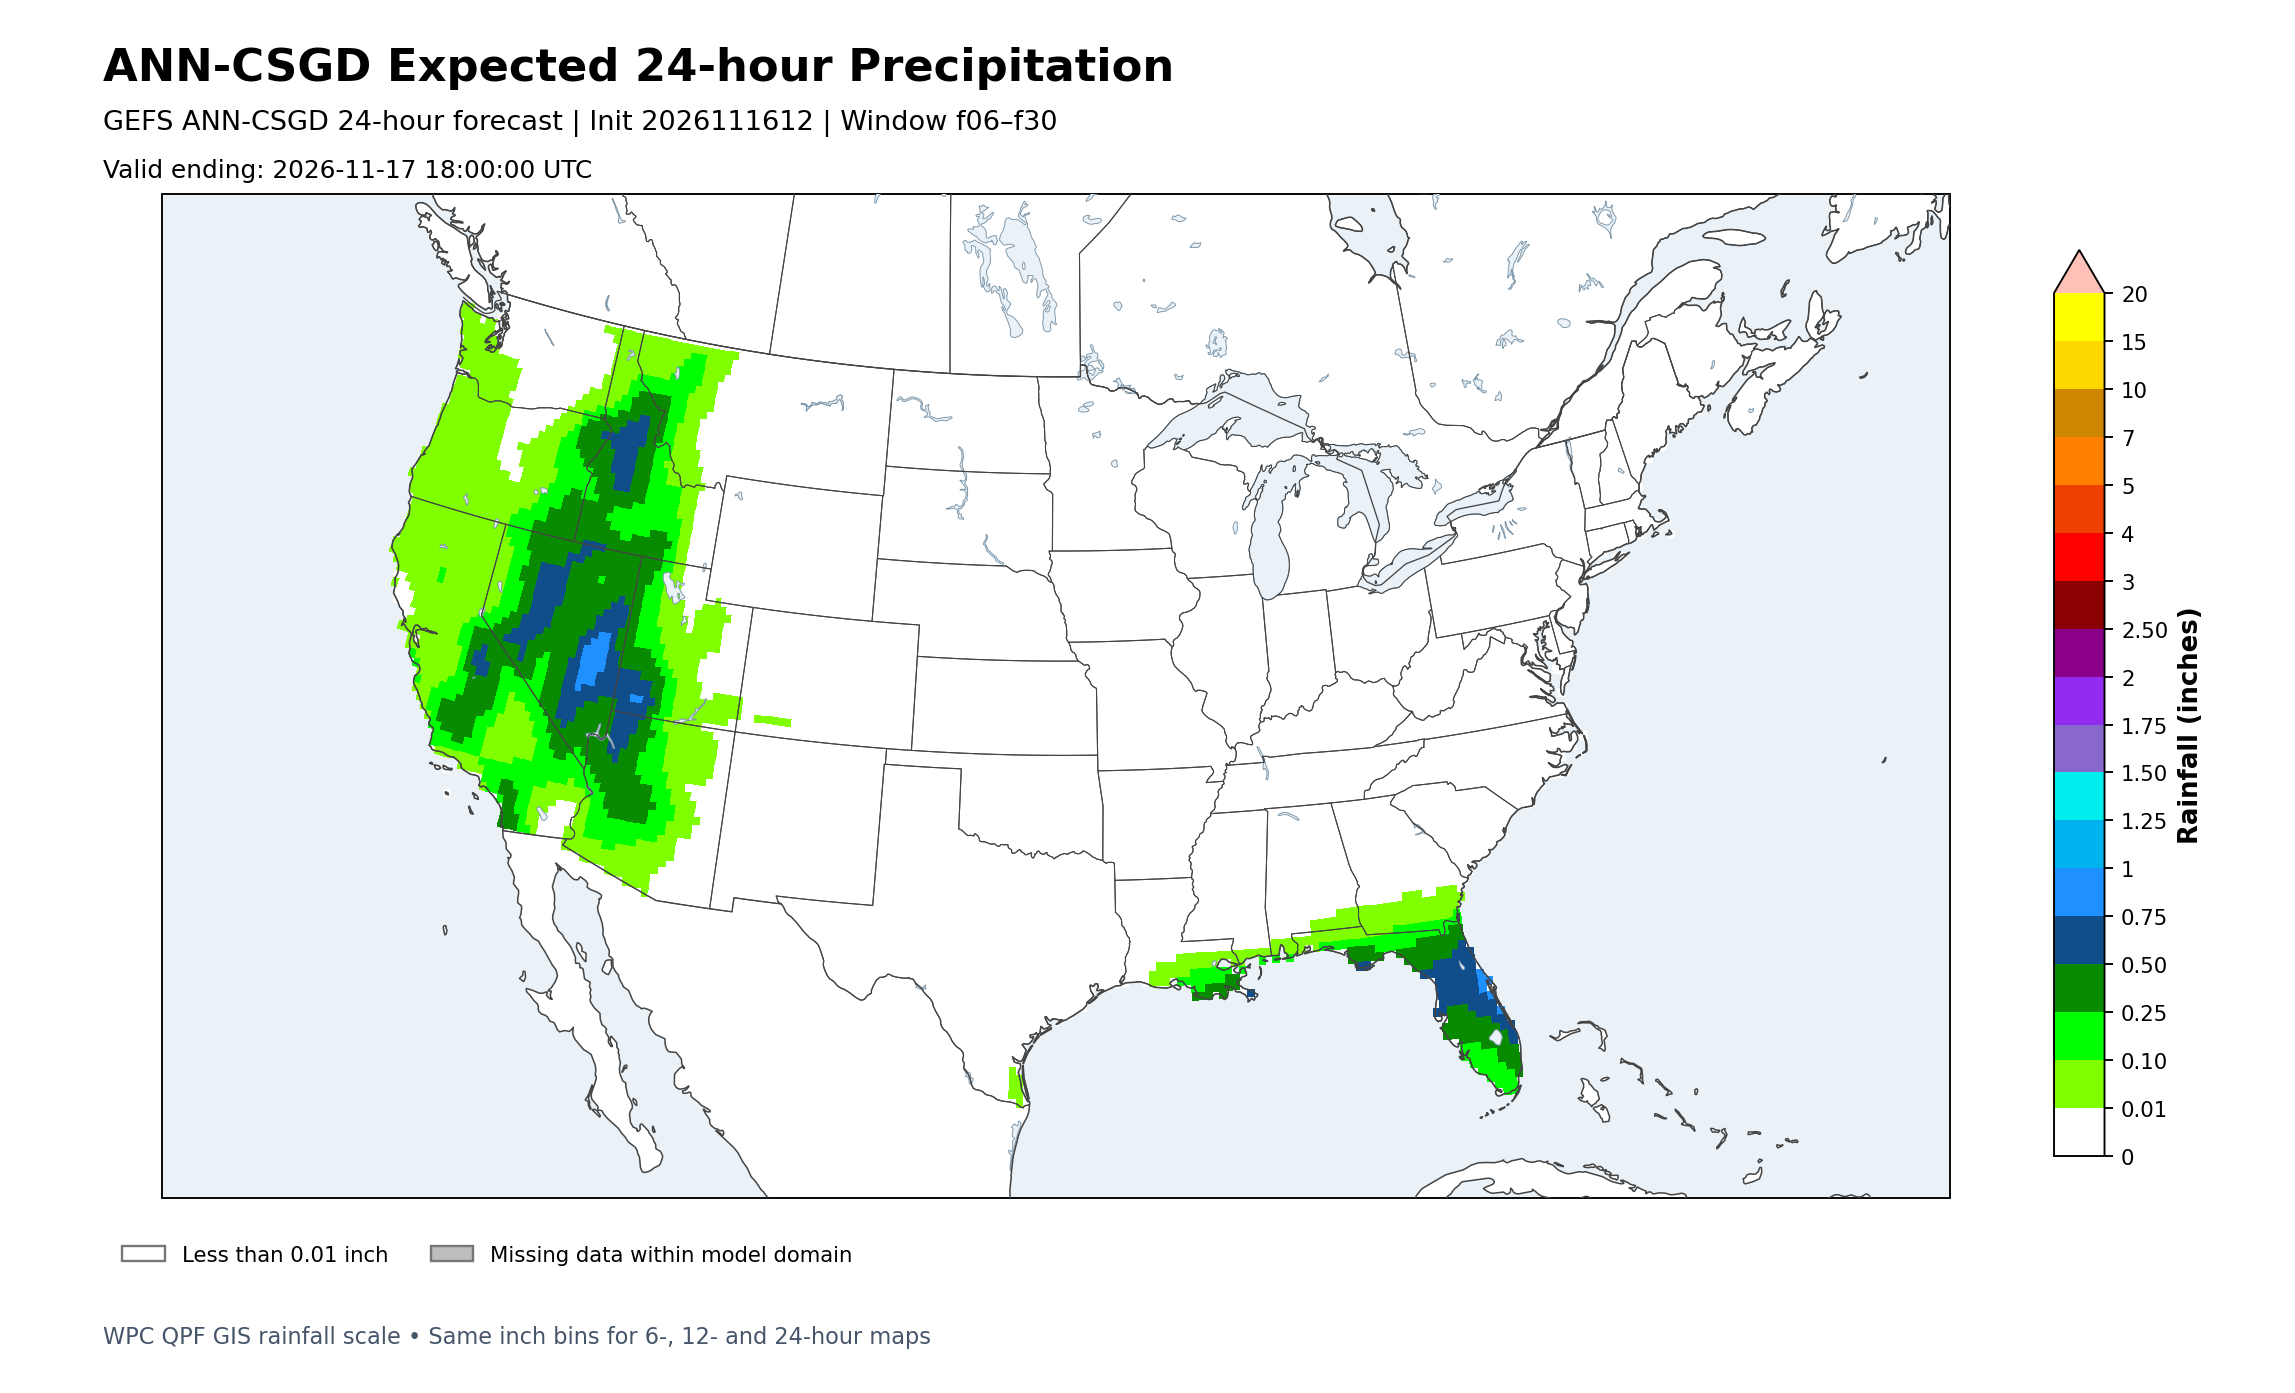 ANN-CSGD Expected 24-hour Precipitation
GEFS ANN-CSGD 24-hour forecast | Init 2026111612 | Window f06–f30
Valid ending: 2026-11-17 18:00:00 UTC
20
15
10
7
5
4
3
2.50
2
1.75
1.50
1.25
1
0.75
0.50
0.25
0.10
0.01
0
Rainfall (inches)
Less than 0.01 inch
Missing data within model domain
WPC QPF GIS rainfall scale • Same inch bins for 6-, 12- and 24-hour maps